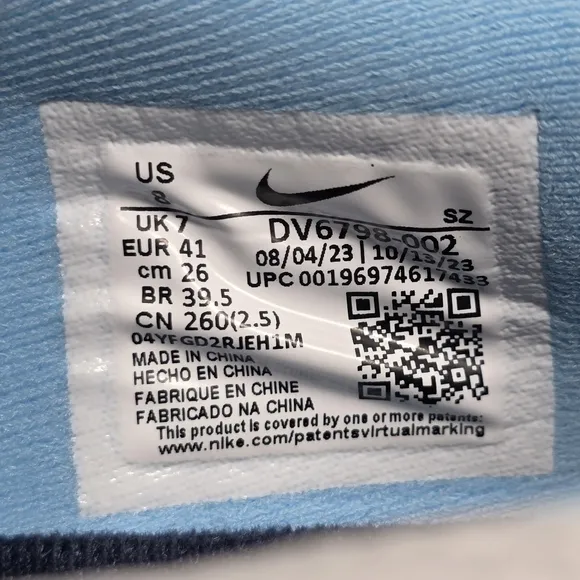 US
8
SZ
UK 7
DV6798-002
EUR 41
08/04/23 | 10/13/23
cm 26
UPC 00196974617433
BR 39.5
CN 260(2.5)
04YFGD2RJEH1M
MADE IN CHINA
HECHO EN CHINA
FABRIQUE EN CHINE
FABRICADO NA CHINA
This product is covered by one or more patents:
www.nike.com/patentsvirtualmarking